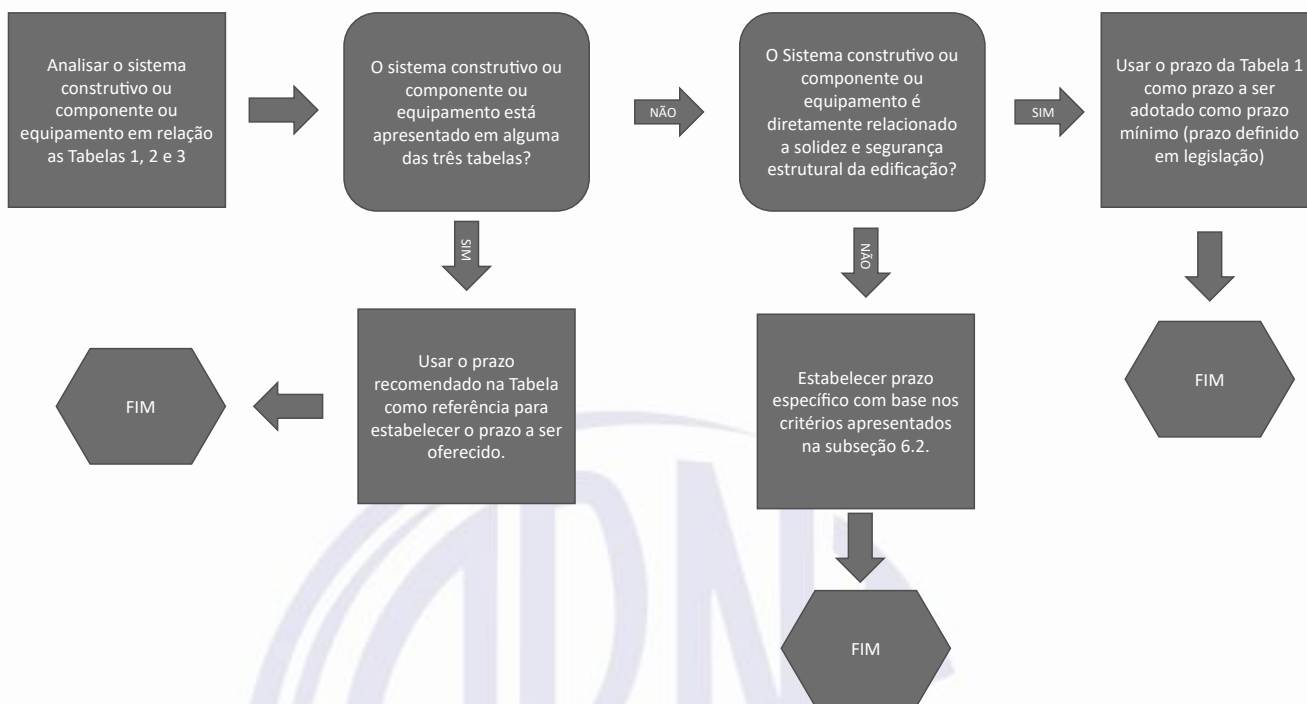 Analisar o sistema
construtivo ou
componente ou
equipamento em relação
as Tabelas 1, 2 e 3
O sistema construtivo ou
componente ou
equipamento está
apresentado em alguma
das três tabelas?
NÃO
O Sistema construtivo ou
componente ou
equipamento é
diretamente relacionado
a solidez e segurança
estrutural da edificação?
SIM
Usar o prazo da Tabela 1
como prazo a ser
adotado como prazo
mínimo (prazo definido
em legislação)
SIM
NÃO
FIM
Usar o prazo
recomendado na Tabela
como referência para
estabelecer o prazo a ser
oferecido.
Estabelecer prazo
específico com base nos
critérios apresentados
na subseção 6.2.
FIM
FIM